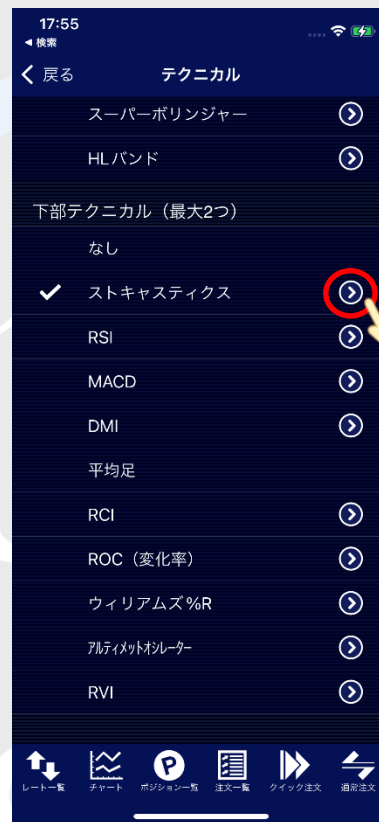 17:55
◀ 検索
戻る
テクニカル
スーパーボリンジャー
HLバンド
下部テクニカル（最大2つ）
なし
ストキャスティクス
RSI
MACD
DMI
平均足
RCI
ROC（変化率）
ウィリアムズ%R
ｱﾙﾃｨﾒｯﾄｵｼﾚｰﾀｰ
RVI
P
レート一覧 チャート ポジション一覧 注文一覧 クイック注文 通常注文